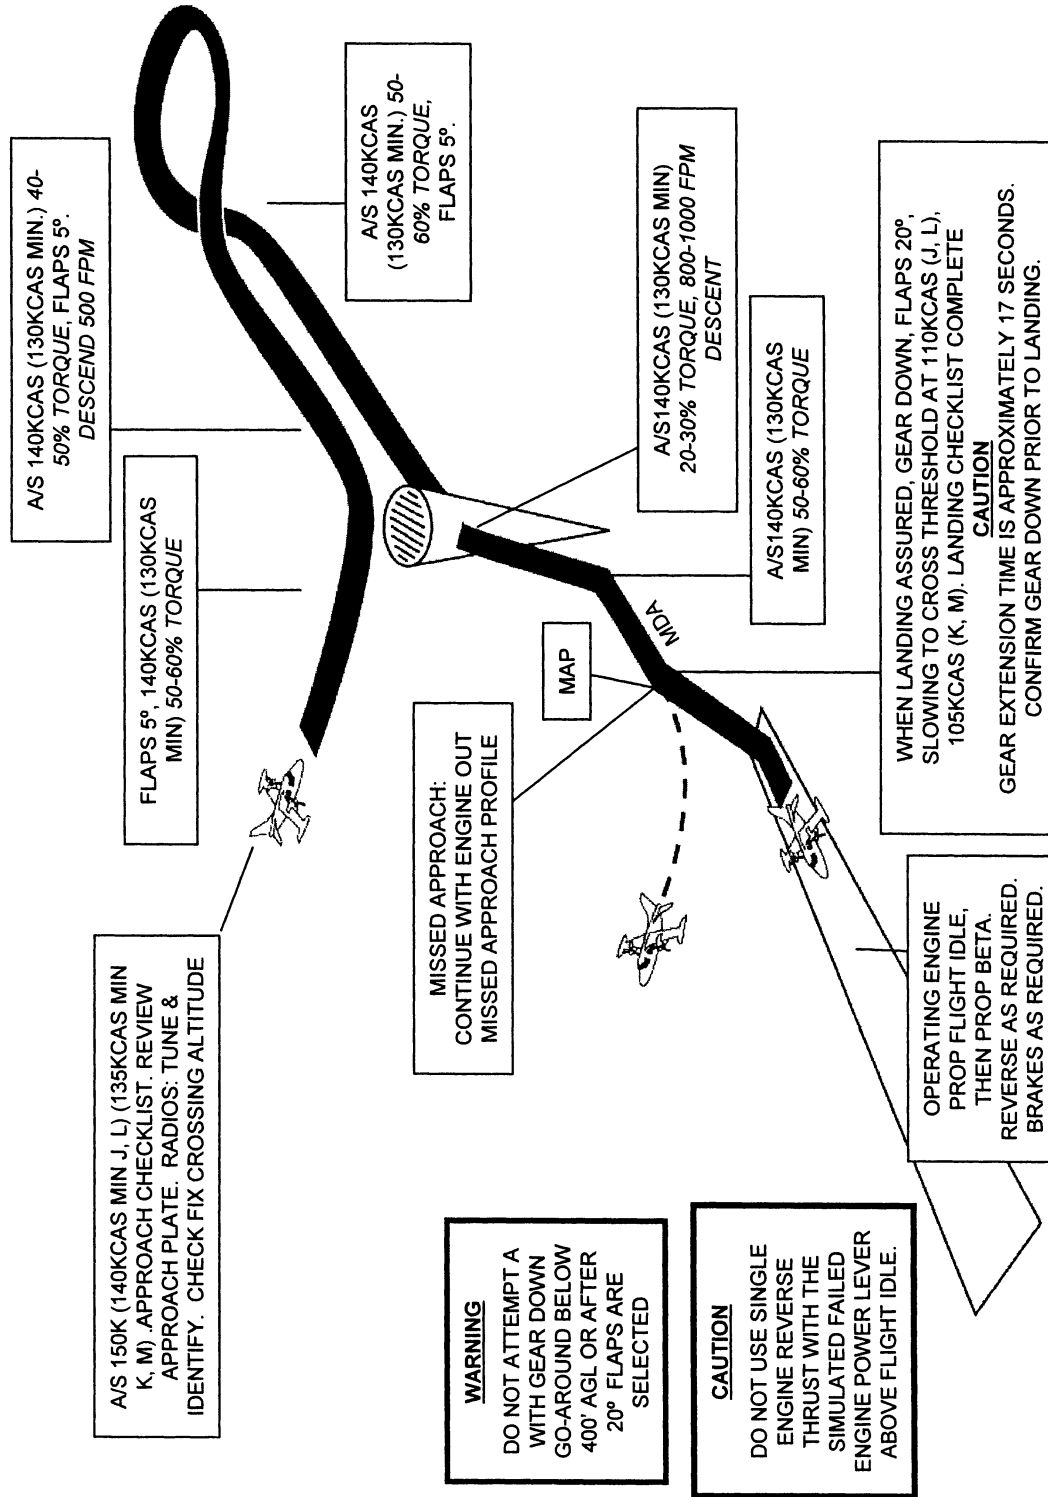 A/S 150K (140KCAS MIN J, L) (135KCAS MIN
K, M) .APPROACH CHECKLIST. REVIEW
APPROACH PLATE.  RADIOS: TUNE &
IDENTIFY.  CHECK FIX CROSSING ALTITUDE
FLAPS 5º, 140KCAS (130KCAS
MIN) 50-60% TORQUE
A/S 140KCAS (130KCAS MIN.) 40-
50% TORQUE, FLAPS 5º.
DESCEND 500 FPM
A/S 140KCAS
(130KCAS MIN.) 50-
60% TORQUE,
FLAPS 5º.
A/S140KCAS (130KCAS MIN)
20-30% TORQUE, 800-1000 FPM
DESCENT
A/S140KCAS (130KCAS
MIN) 50-60% TORQUE
MDA
MAP
MISSED APPROACH:
CONTINUE WITH ENGINE OUT
MISSED APPROACH PROFILE
WHEN LANDING ASSURED, GEAR DOWN, FLAPS 20º,
SLOWING TO CROSS THRESHOLD AT 110KCAS (J, L),
105KCAS (K, M). LANDING CHECKLIST COMPLETE
CAUTION
GEAR EXTENSION TIME IS APPROXIMATELY 17 SECONDS.
CONFIRM GEAR DOWN PRIOR TO LANDING.
OPERATING ENGINE
PROP FLIGHT IDLE,
THEN PROP BETA.
REVERSE AS REQUIRED.
BRAKES AS REQUIRED.
WARNING
DO NOT ATTEMPT A
WITH GEAR DOWN
GO-AROUND BELOW
400' AGL OR AFTER
20º FLAPS ARE
SELECTED
CAUTION
DO NOT USE SINGLE
ENGINE REVERSE
THRUST WITH THE
SIMULATED FAILED
ENGINE POWER LEVER
ABOVE FLIGHT IDLE.